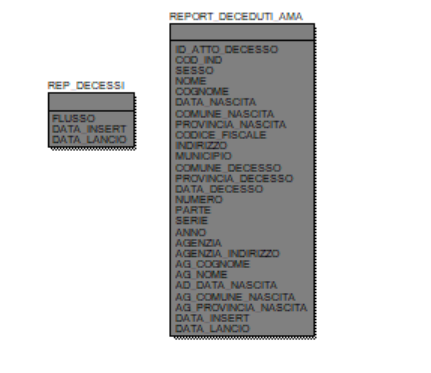 REP_DECESSI
FLUSSO
DATA_INSERT
DATA_LANCIO
REPORT_DECEDUTI_AMA
ID_ATTO_DECESSO
COD_IND
SESSO
NOME
COGNOME
DATA_NASCITA
COMUNE_NASCITA
PROVINCIA_NASCITA
CODICE_FISCALE
INDIRIZZO
MUNICIPIO
COMUNE_DECESSO
PROVINCIA_DECESSO
DATA_DECESSO
NUMERO
PARTE
SERIE
ANNO
AGENZIA
AGENZIA_INDIRIZZO
AG_COGNOME
AG_NOME
AD_DATA_NASCITA
AG_COMUNE_NASCITA
AG_PROVINCIA_NASCITA
DATA_INSERT
DATA_LANCIO